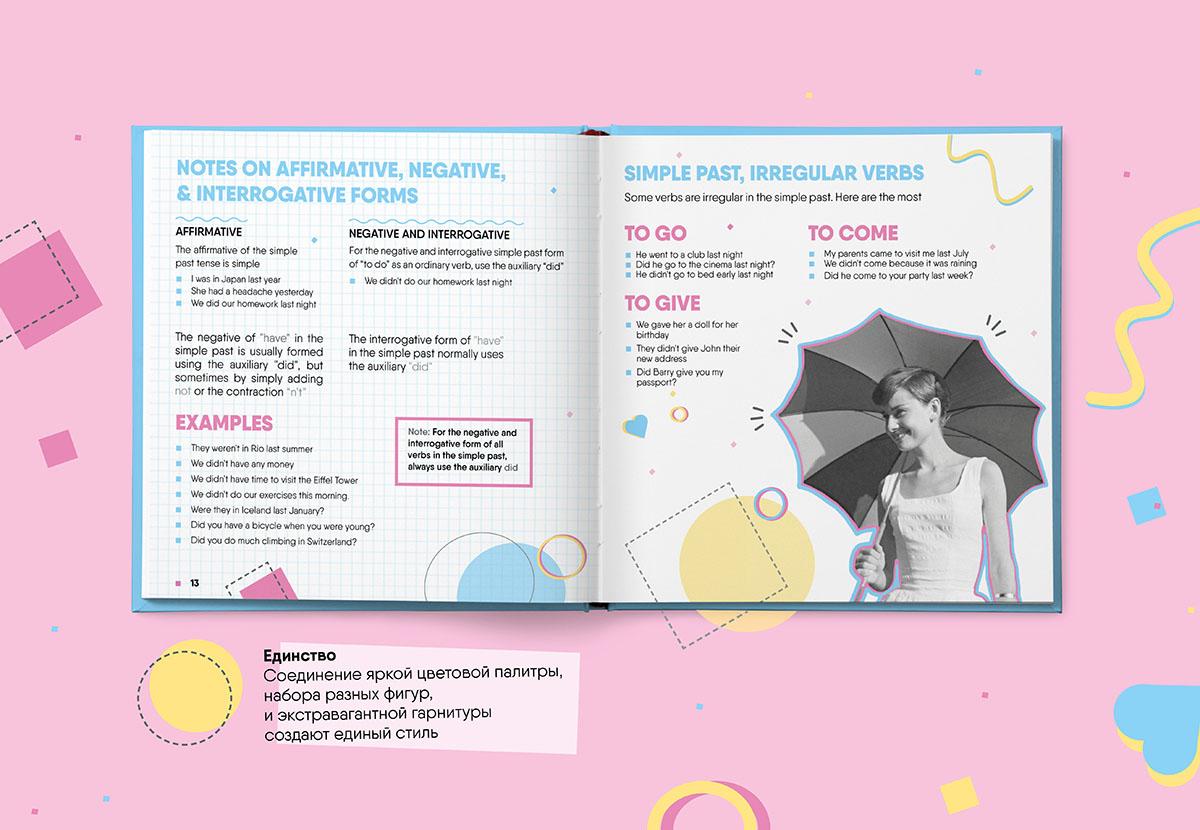 NOTES ON AFFIRMATIVE, NEGATIVE,
& INTERROGATIVE FORMS
AFFIRMATIVE
The affirmative of the simple
past tense is simple
I was in Japan last year
She had a headache yesterday
We did our homework last night
NEGATIVE AND INTERROGATIVE
For the negative and interrogative simple past form
of "to do" as an ordinary verb, use the auxiliary "did"
We didn't do our homework last night
The negative of "have" in the
simple past is usually formed
using the auxiliary "did", but
sometimes by simply adding
not or the contraction "n't"
The interrogative form of "have"
in the simple past normally uses
the auxiliary "did"
EXAMPLES
They weren't in Rio last summer
We didn't have any money
We didn't have time to visit the Eiffel Tower
We didn't do our exercises this morning.
Were they in Iceland last January?
Did you have a bicycle when you were young?
Did you do much climbing in Switzerland?
Note: For the negative and
interrogative form of all
verbs in the simple past,
always use the auxiliary did
13
SIMPLE PAST, IRREGULAR VERBS
Some verbs are irregular in the simple past. Here are the most
TO GO
He went to a club last night
Did he go to the cinema last night?
He didn't go to bed early last night
TO COME
My parents came to visit me last July
We didn't come because it was raining
Did he come to your party last week?
TO GIVE
We gave her a doll for her
birthday
They didn't give John their
new address
Did Barry give you my
passport?
Единство
Соединение яркой цветовой палитры,
набора разных фигур,
и экстравагантной гарнитуры
создают единый стиль